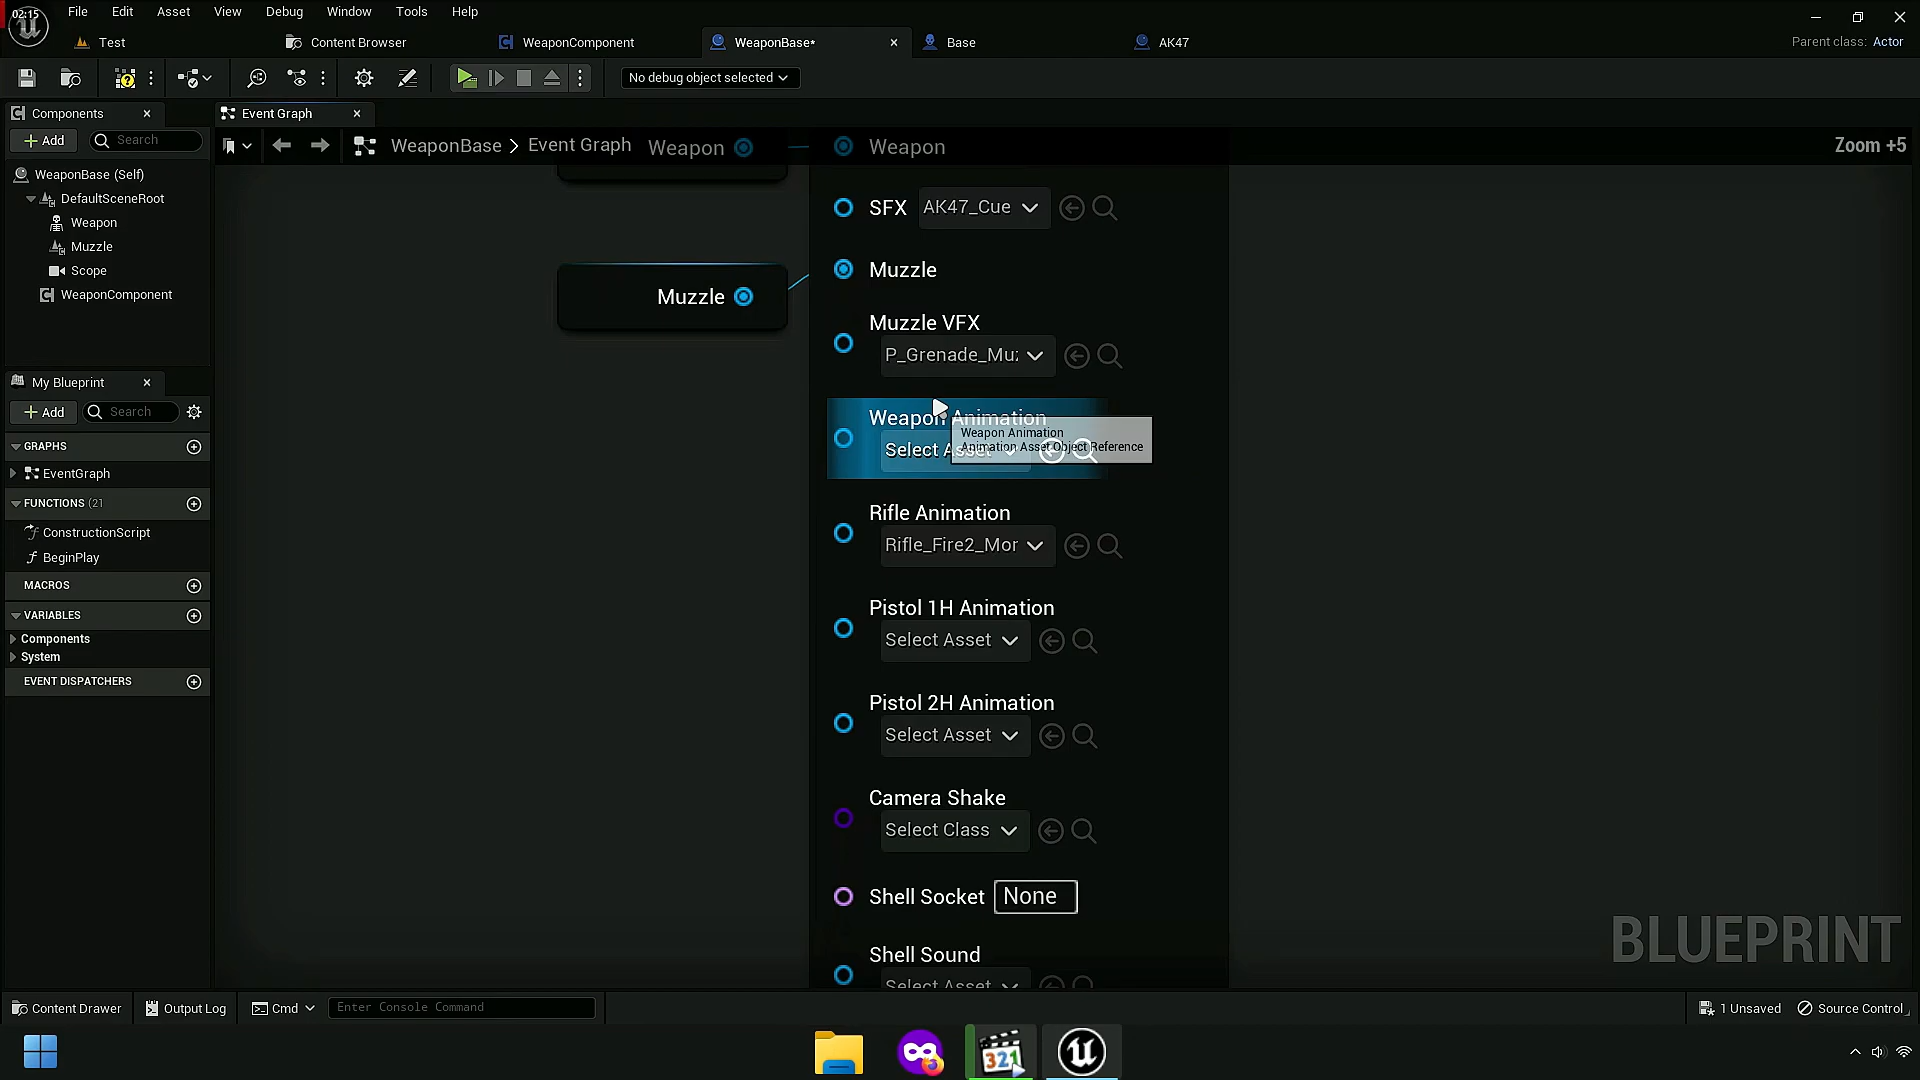 02:15
File Edit Asset View Debug Window Tools Help
Test
Content Browser
WeaponComponent
WeaponBase*
Base
AK47
Parent class: Actor
No debug object selected
Components
Event Graph
Add
Search
WeaponBase > Event Graph
Zoom +5
WeaponBase (Self)
DefaultSceneRoot
Weapon
Muzzle
Scope
WeaponComponent
My Blueprint
Add
Search
GRAPHS
EventGraph
FUNCTIONS (21
ConstructionScript
BeginPlay
MACROS
VARIABLES
Components
System
EVENT DISPATCHERS
Weapon
Muzzle
Weapon
SFX AK47_Cue
Muzzle
Muzzle VFX
P_Grenade_Mu
Weapon Animation
Select Asset
Weapon Animation
Animation Asset Object Reference
Rifle Animation
Rifle_Fire2_Mor
Pistol 1H Animation
Select Asset
Pistol 2H Animation
Select Asset
Camera Shake
Select Class
Shell Socket None
Shell Sound
Select Asset
BLUEPRINT
Content Drawer
Output Log
Cmd
Enter Console Command
1 Unsaved
Source Control
321